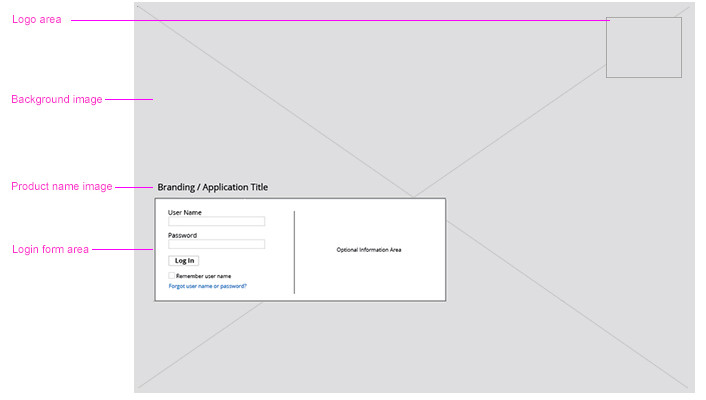 Logo area
Background image
Product name image
Branding / Application Title
Login form area
User Name
Password
Log In
Remember user name
Forgot user name or password?
Optional Information Area